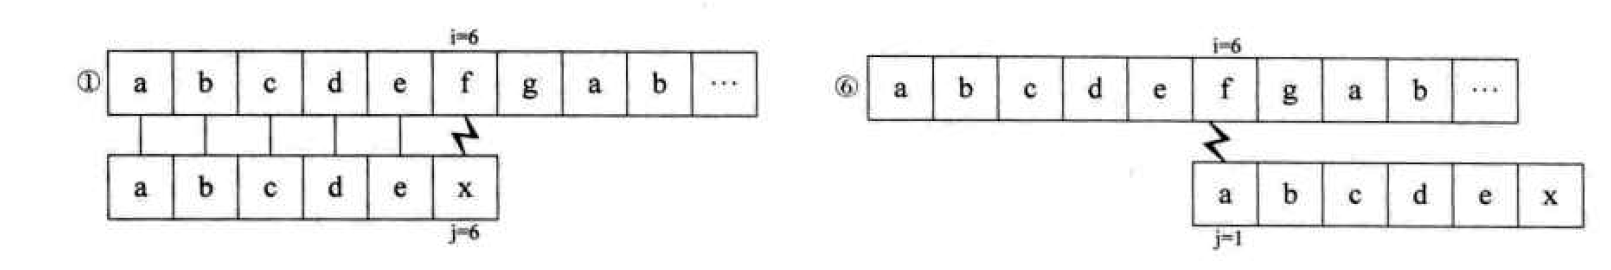 i=6
① a b c d e f g a b ···
a b c d e x
j=6
i=6
⑥ a b c d e f g a b ···
a b c d e x
j=1